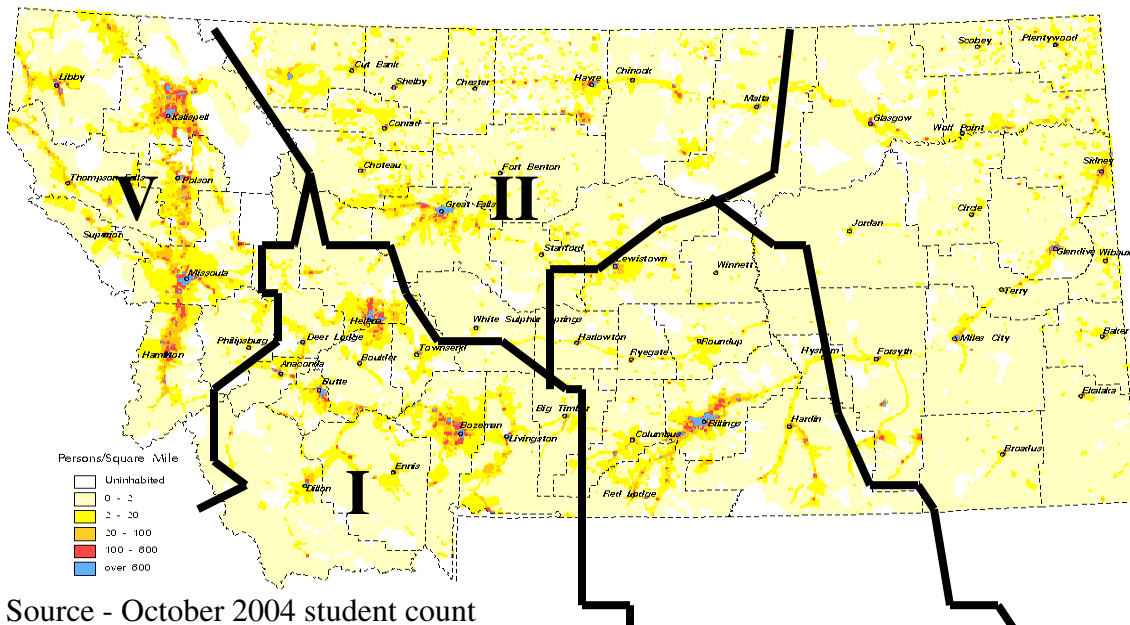 Scobey
Plentywood
Cut Bank
Libby
Shelby
Chester
Havre
Chinook
Malta
Kalispell
Glasgow
Conrad
Wolf Point
Choteau
Fort Benton
Sidney
Thompson Falls
Polson
V
II
Great Falls
Circle
Jordan
Superior
Stanford
Glendive
Wibaux
Lewistown
Winnett
Missoula
Terry
Helena
White Sulphur Springs
Philipsburg
Deer Lodge
Harlowton
Roundup
Miles City
Baker
Hamilton
Boulder
Townsend
Ryegate
Hysham
Forsyth
Anaconda
Butte
Ekalaka
Big Timber
Billings
Hardin
Bozeman
Livingston
Columbus
Broadus
Persons/Square Mile
Ennis
Uninhabited
Dillon
I
Red Lodge
0 - 2
2 - 20
20 - 100
100 - 800
over 800
Source - October 2004 student count